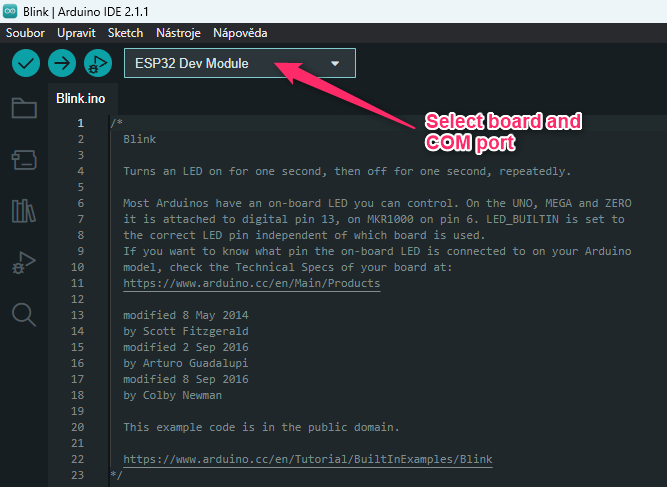 Blink | Arduino IDE 2.1.1
Soubor Upravit Sketch Nástroje Nápověda
ESP32 Dev Module
Blink.ino
Select board and
COM port
1 /*
2 Blink
3
4 Turns an LED on for one second, then off for one second, repeatedly.
5
6 Most Arduinos have an on-board LED you can control. On the UNO, MEGA and ZERO
7 it is attached to digital pin 13, on MKR1000 on pin 6. LED_BUILTIN is set to
8 the correct LED pin independent of which board is used.
9 If you want to know what pin the on-board LED is connected to on your Arduino
10 model, check the Technical Specs of your board at:
11 https://www.arduino.cc/en/Main/Products
12
13 modified 8 May 2014
14 by Scott Fitzgerald
15 modified 2 Sep 2016
16 by Arturo Guadalupi
17 modified 8 Sep 2016
18 by Colby Newman
19
20 This example code is in the public domain.
21
22 https://www.arduino.cc/en/Tutorial/BuiltInExamples/Blink
23 */